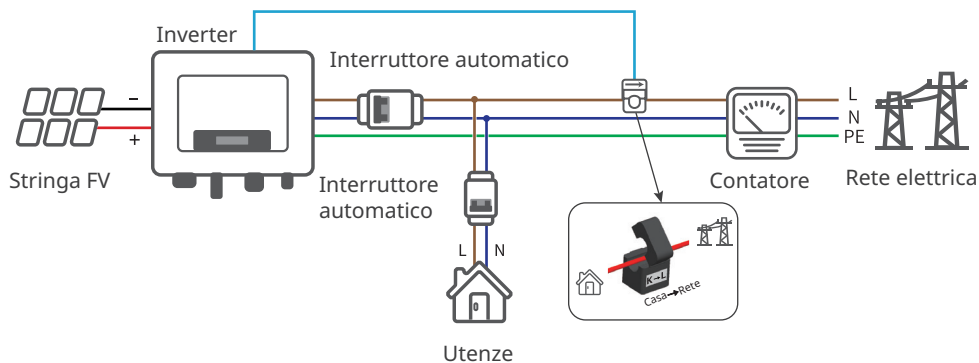 Inverter
Interruttore automatico
–
+
L
N
PE
Stringa FV
Interruttore
automatico
Contatore
Rete elettrica
L
N
K→L
Casa→Rete
Utenze